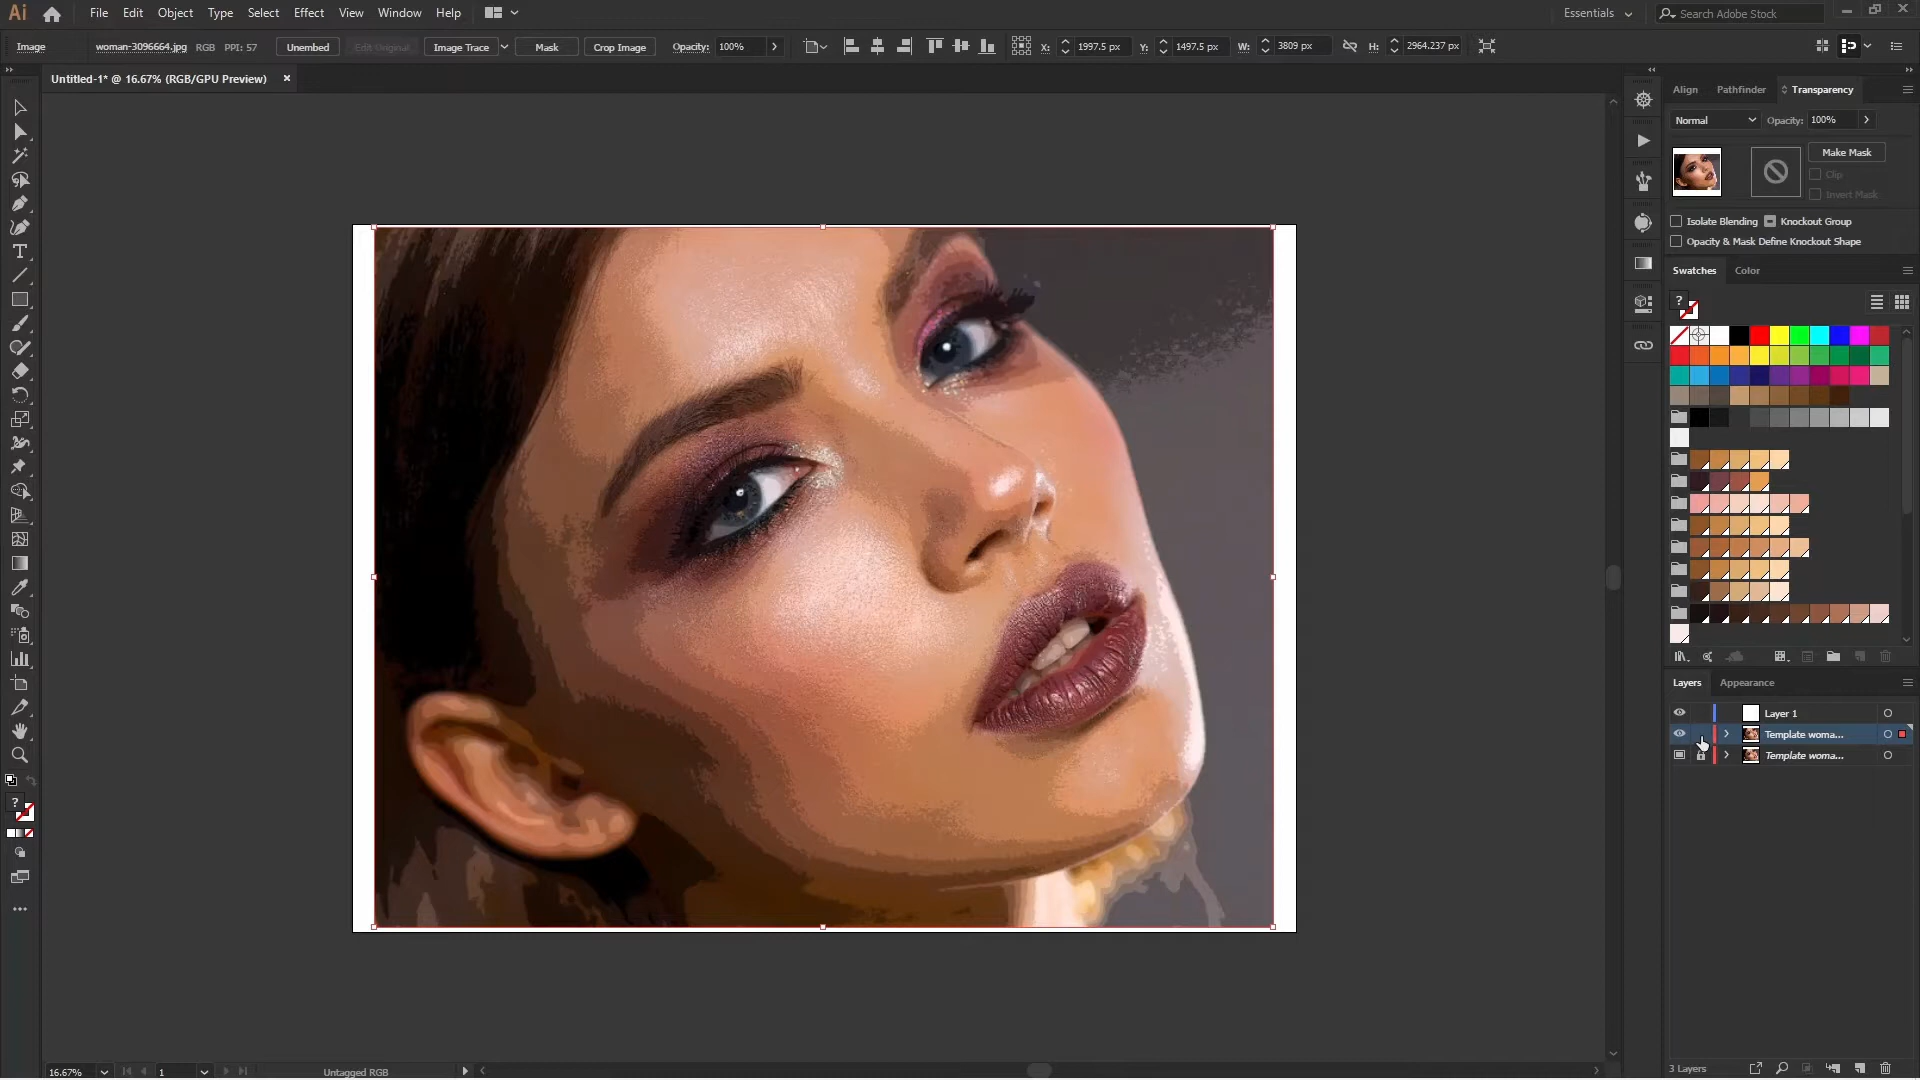 Ai File Edit Object Type Select Effect View Window Help Essentials Search Adobe Stock
Image woman-3096664.jpg RGB PPI: 57 Unembed Edit Original Image Trace Mask Crop Image Opacity: 100% X: 1997.5 px Y: 1497.5 px W: 3809 px H: 2964.237 px
Untitled-1* @ 16.67% (RGB/GPU Preview) ×
Align Pathfinder Transparency
Normal Opacity: 100%
Make Mask
Clip
Invert Mask
Isolate Blending Knockout Group
Opacity & Mask Define Knockout Shape
Swatches Color
?
Layers Appearance
Layer 1
Template woma...
Template woma...
?
3 Layers
16.67% 1 Untagged RGB